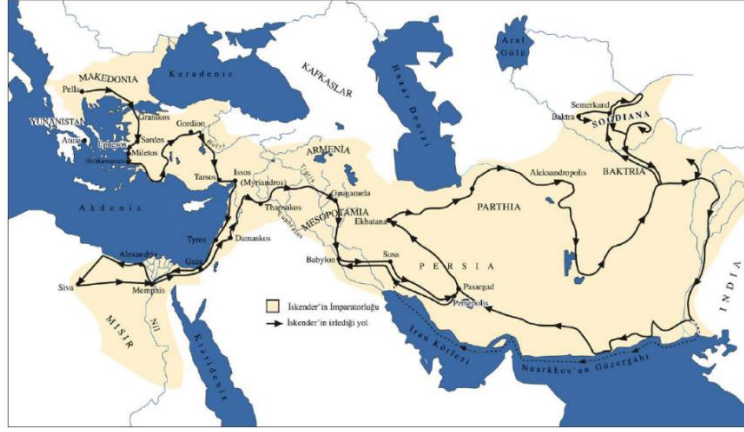 Aral
Gölü
MAKEDONIA
Karadeniz
KAFKASLAR
Pella
Hazar Denizi
Semerkand
Granikos
Baktra
SOGDIANA
YUNANİSTAN
Gordion
Atina
Ephesos
Sardes
Miletos
ARMENIA
Halikarnassos
Tarsos
Issos
(Myriandros)
Aleksandropolis
BAKTRIA
Gaugamela
Akdeniz
Thapsakos
MESOPOTAMIA
PARTHIA
Ekbatana
Tyros
Damaskos
Alexandria
Gaza
Babylon
Susa
PERSIA
Siva
Memphis
Pasargad
Persepolis
INDIA
İskender'in İmparatorluğu
MISIR
Nil
İskender'in izlediği yol
Kızıldeniz
İran Körfezi
Nearkhos'un Güzergahı